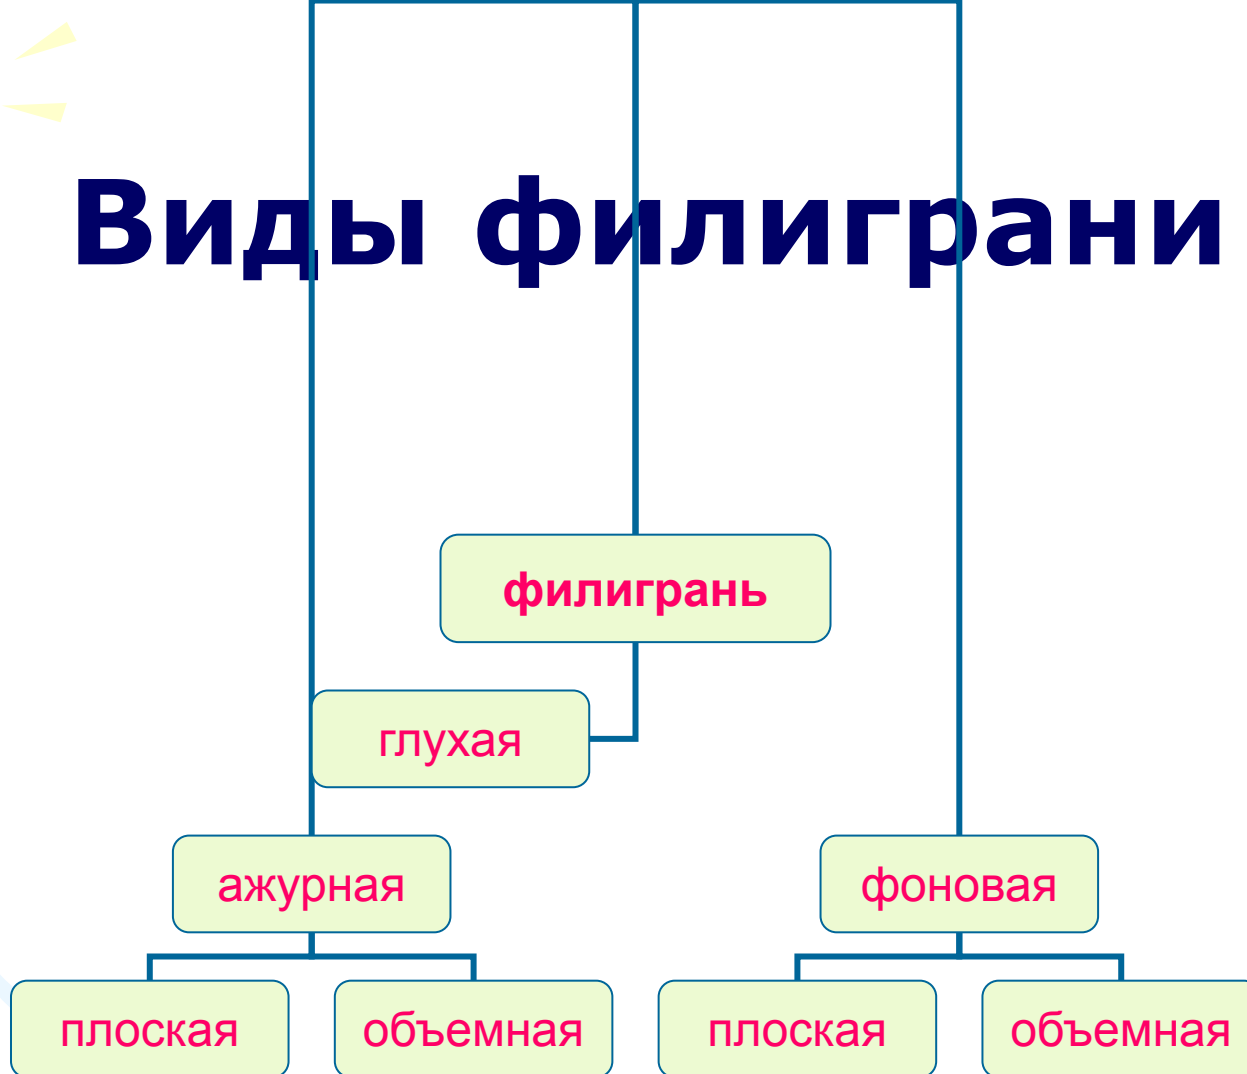 Виды филиграни
филигрань
глухая
ажурная
фоновая
плоская
объемная
плоская
объемная